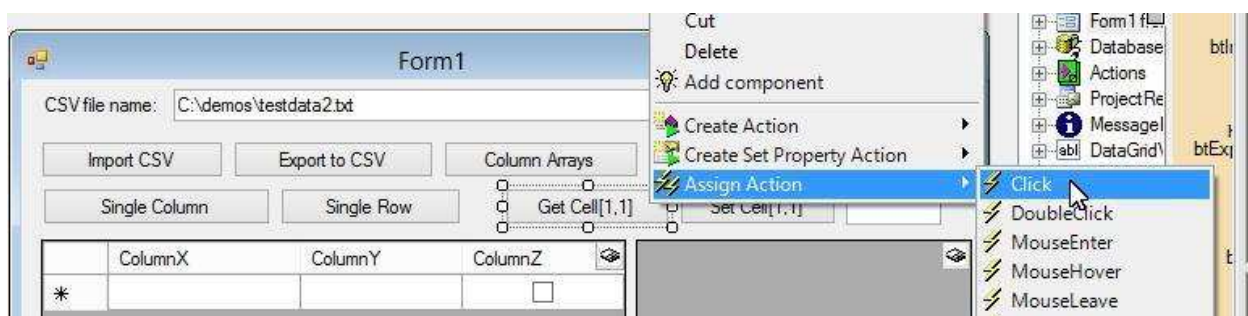 Form1
CSV file name: C:\demos\testdata2.txt
Import CSV Export to CSV Column Arrays
Single Column Single Row Get Cell[1,1] Set Cell[1,1]
ColumnX ColumnY ColumnZ
*
Cut
Delete
Add component
Create Action
Create Set Property Action
Assign Action
Click
DoubleClick
MouseEnter
MouseHover
MouseLeave
Form1
Database
Actions
ProjectRe
MessageI
abl DataGridV
btExp